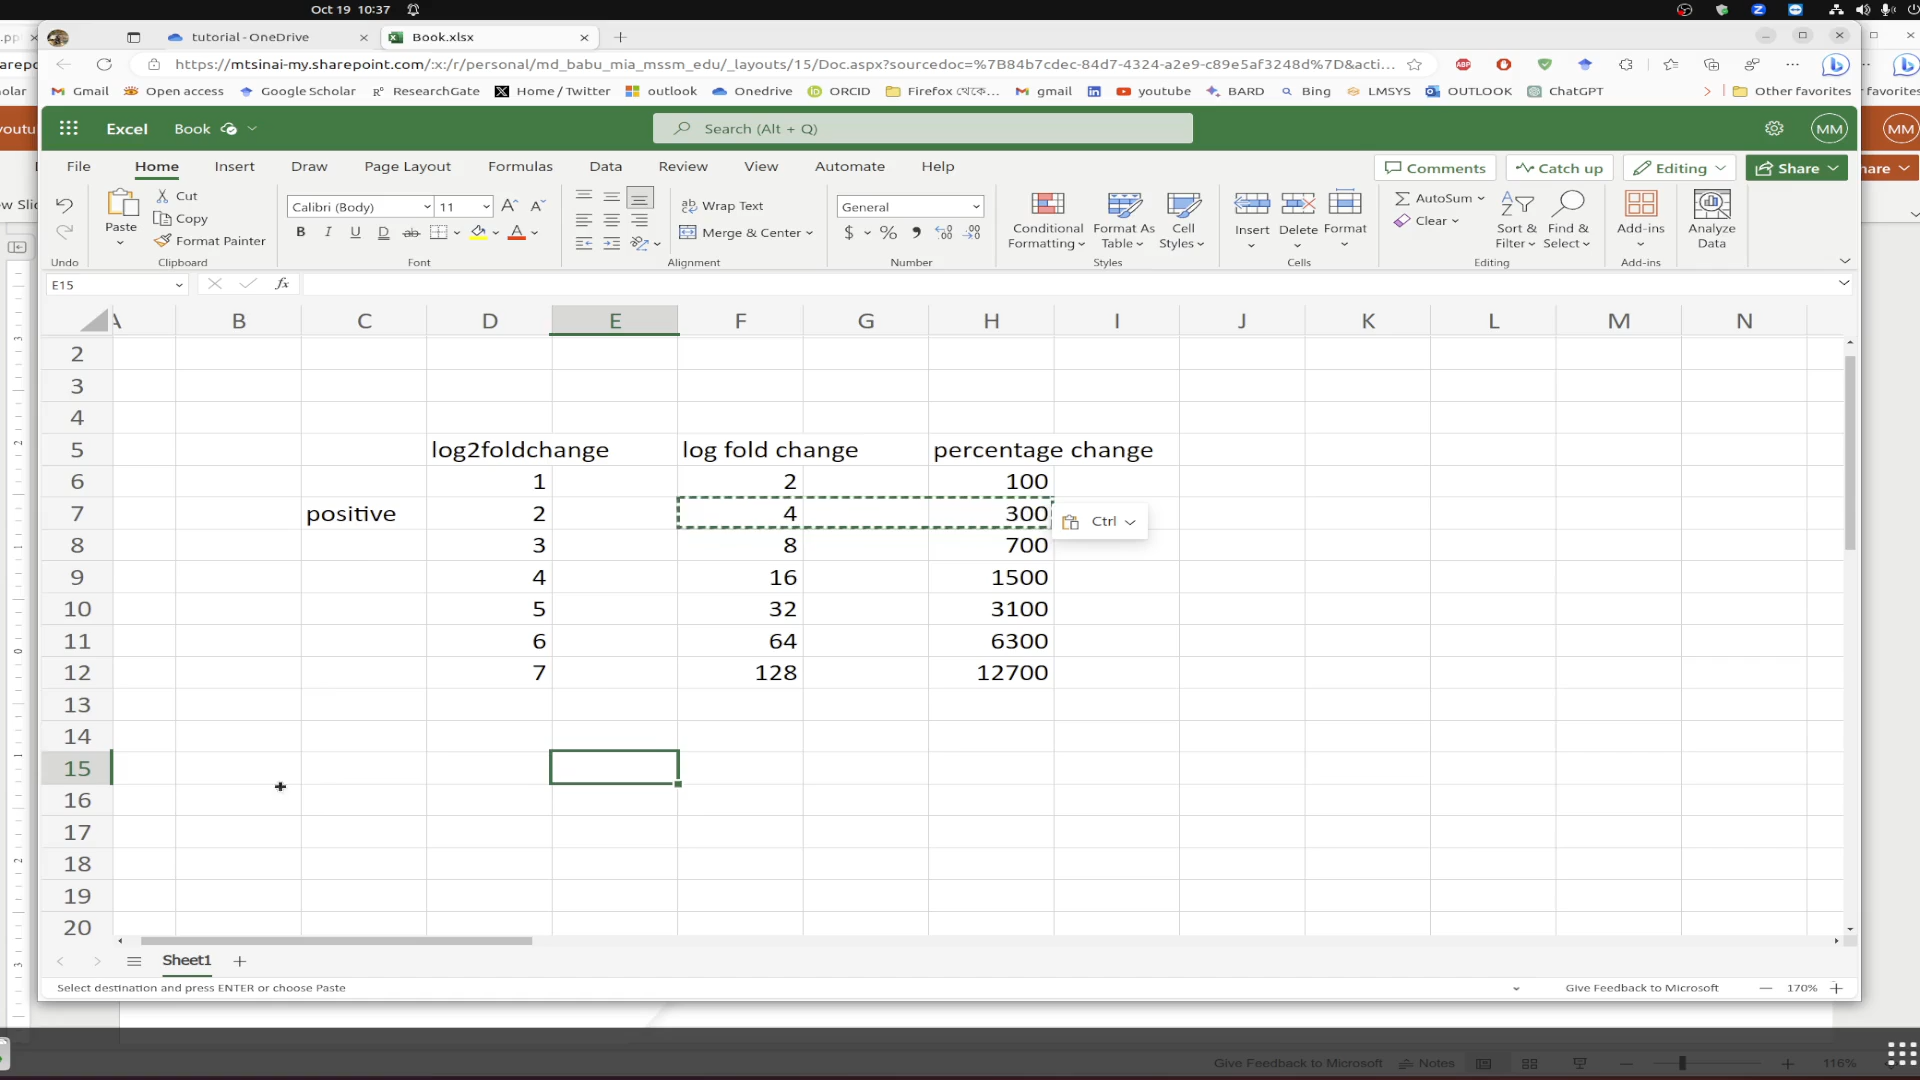 Oct 19 10:37
tutorial - OneDrive
Book.xlsx
https://mtsinai-my.sharepoint.com/:x:/r/personal/md_babu_mia_mssm_edu/_layouts/15/Doc.aspx?sourcedoc=%7B84b7cdec-84d7-4324-a2e9-c89e5af3248d%7D&acti...
Gmail Open access Google Scholar ResearchGate Home / Twitter outlook Onedrive ORCID Firefox থেকে... gmail youtube BARD Bing LMSYS OUTLOOK ChatGPT Other favorites
Excel Book Search (Alt + Q) MM MM
File Home Insert Draw Page Layout Formulas Data Review View Automate Help Comments Catch up Editing Share
Paste Cut Copy Format Painter
Calibri (Body) 11
Wrap Text Merge & Center
General
Conditional Formatting Format As Table Cell Styles
Insert Delete Format
AutoSum Clear Sort & Filter Find & Select
Add-ins Analyze Data
Undo Clipboard Font Alignment Number Styles Cells Editing Add-ins
E15 fx
A B C D E F G H I J K L M N
2
3
4
5 log2foldchange log fold change percentage change
6 1 2 100
7 positive 2 4 300 Ctrl
8 3 8 700
9 4 16 1500
10 5 32 3100
11 6 64 6300
12 7 128 12700
13
14
15
16
17
18
19
20
Sheet1
Select destination and press ENTER or choose Paste Give Feedback to Microsoft 170%
Give Feedback to Microsoft Notes 116%